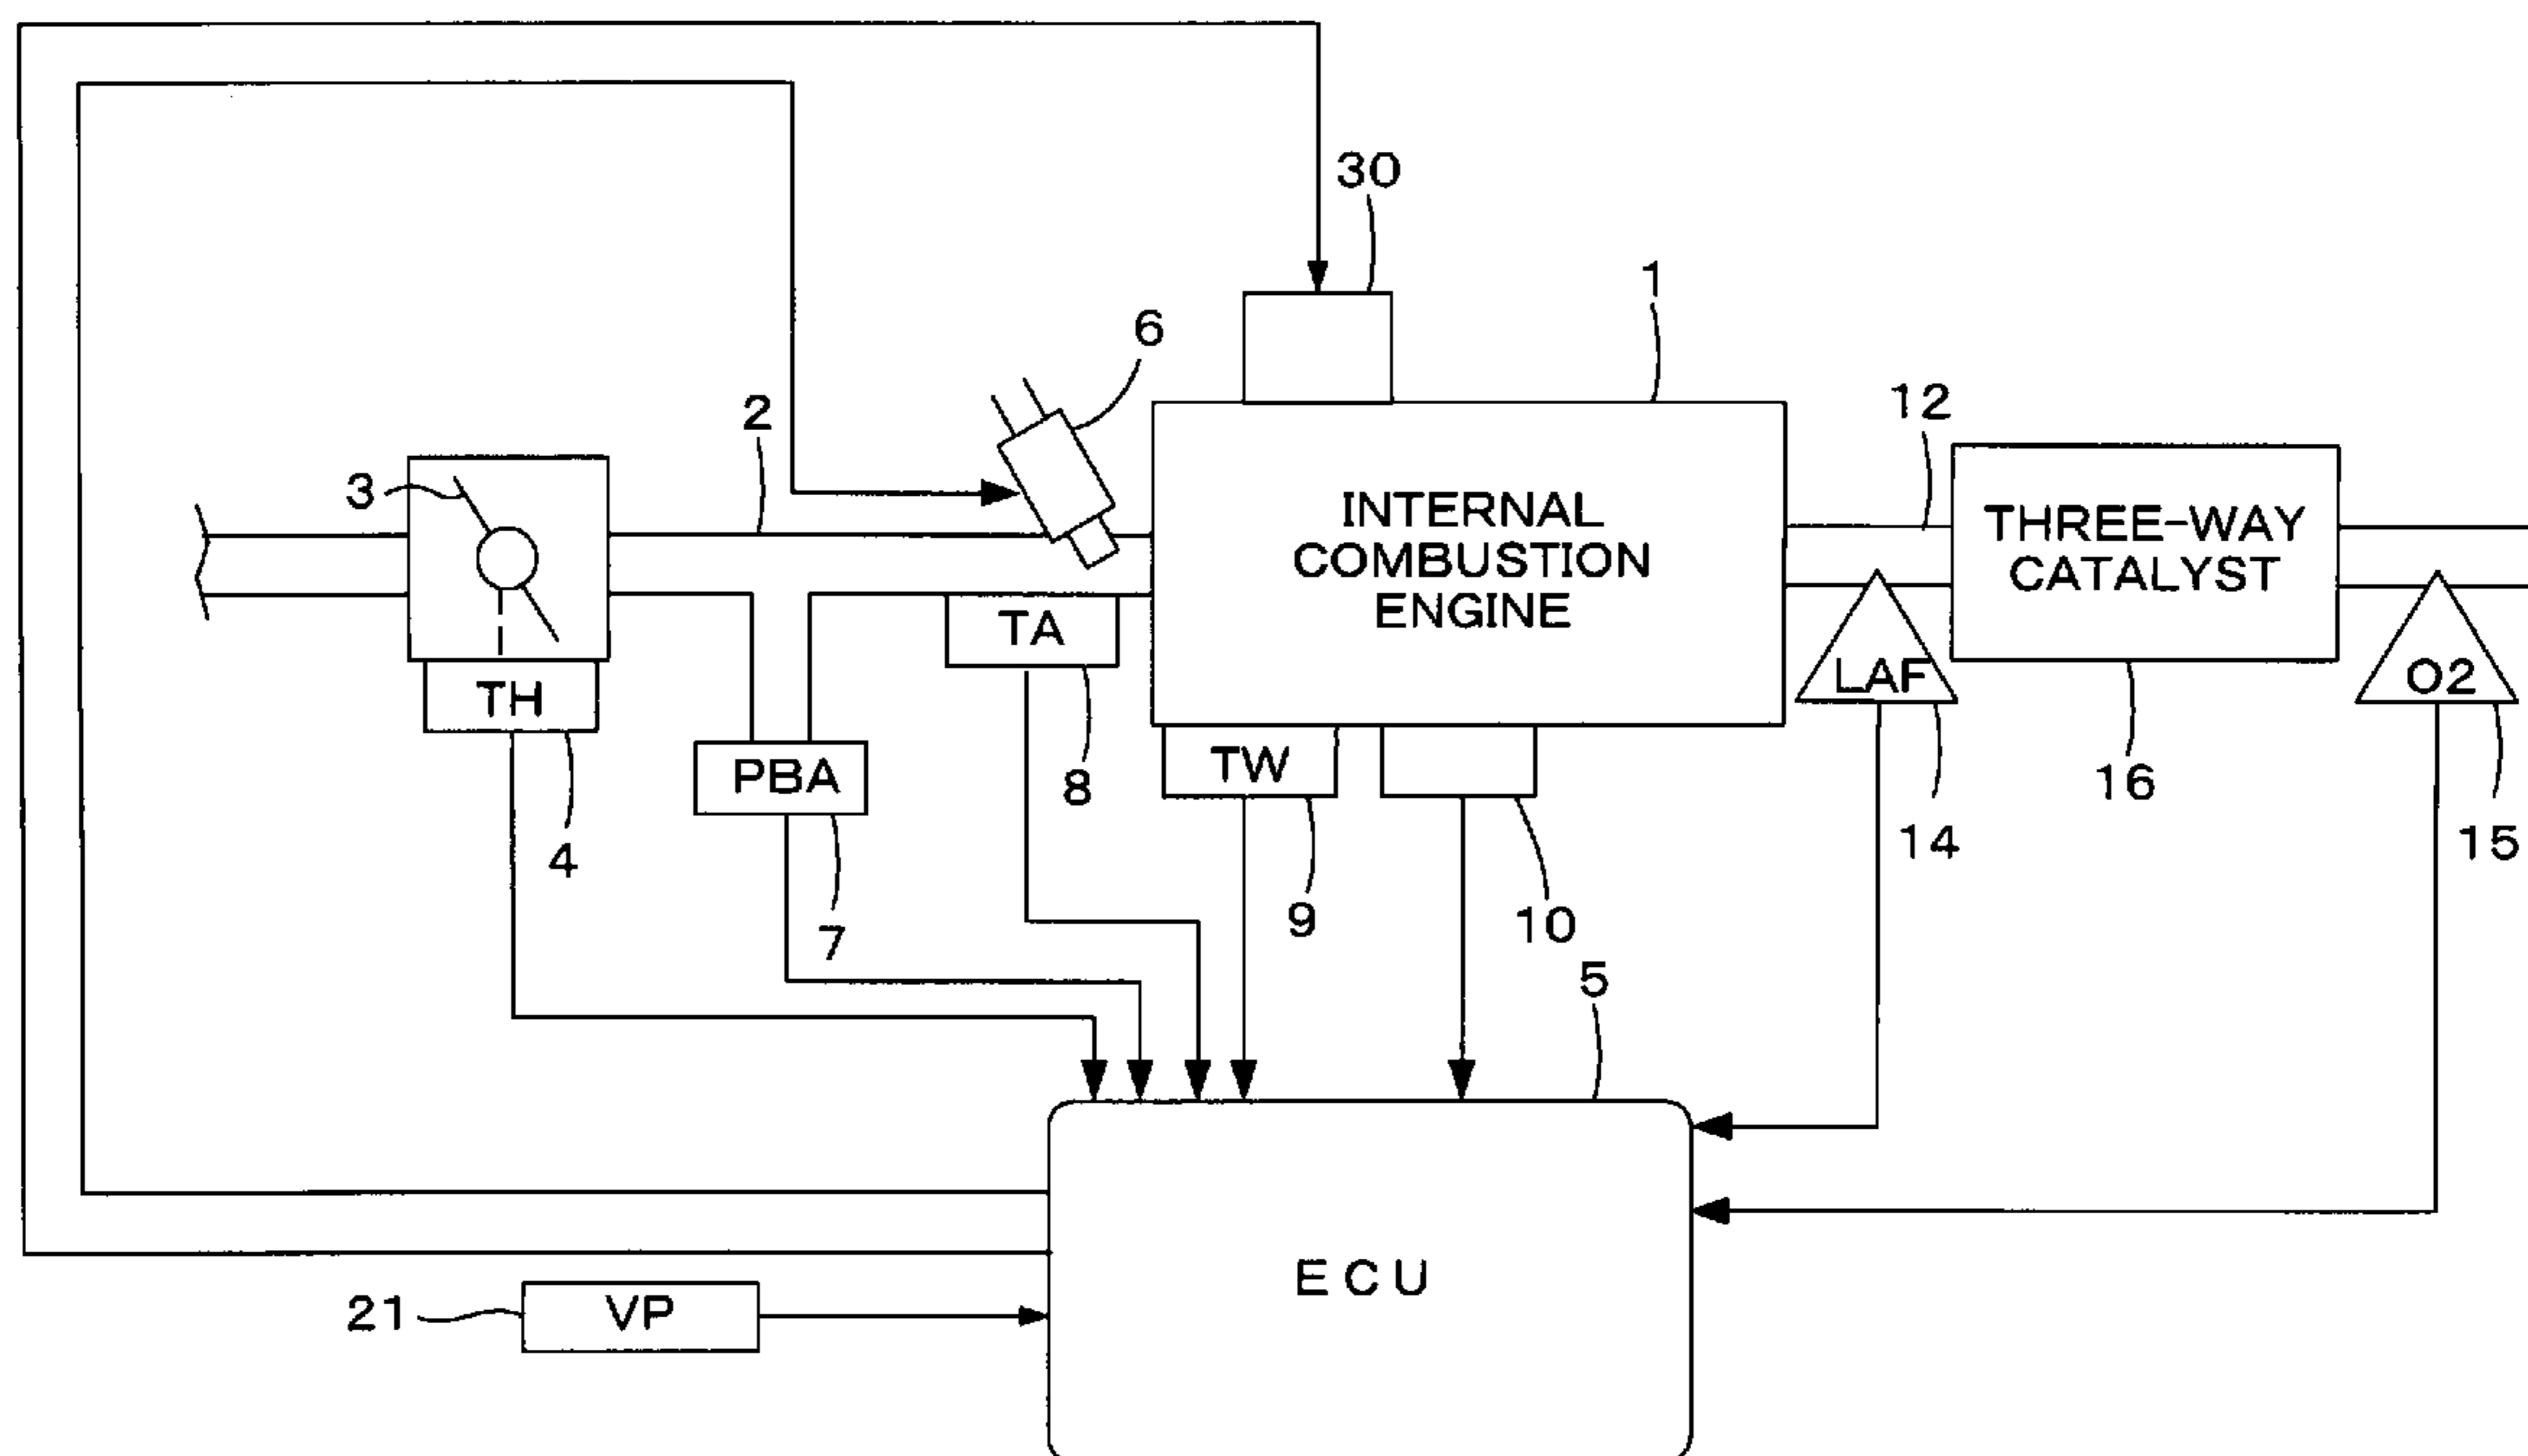 30
1
6
2
12
3
INTERNAL
COMBUSTION
ENGINE
THREE-WAY
CATALYST
TA
TH
LAF
O2
PBA
TW
8
16
4
14
15
7
9
10
5
ECU
21
VP